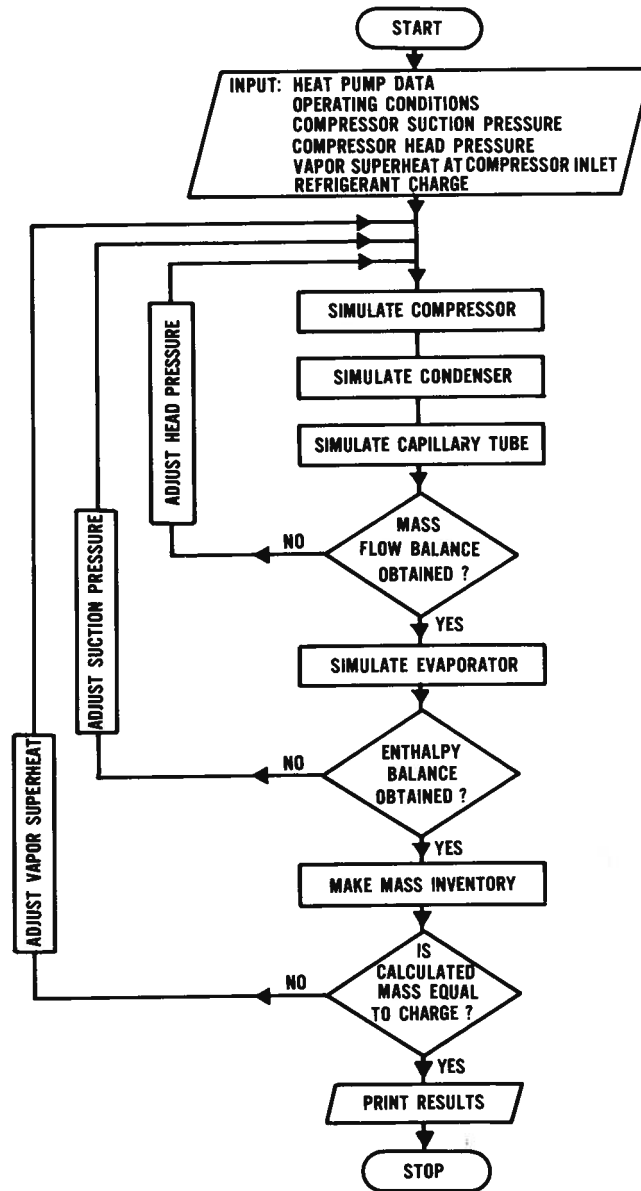 START
INPUT: HEAT PUMP DATA
OPERATING CONDITIONS
COMPRESSOR SUCTION PRESSURE
COMPRESSOR HEAD PRESSURE
VAPOR SUPERHEAT AT COMPRESSOR INLET
REFRIGERANT CHARGE
SIMULATE COMPRESSOR
SIMULATE CONDENSER
SIMULATE CAPILLARY TUBE
ADJUST HEAD PRESSURE
MASS
FLOW BALANCE
OBTAINED ?
NO
YES
SIMULATE EVAPORATOR
ADJUST SUCTION PRESSURE
ENTHALPY
BALANCE
OBTAINED ?
NO
YES
MAKE MASS INVENTORY
ADJUST VAPOR SUPERHEAT
IS
CALCULATED
MASS EQUAL
TO CHARGE ?
NO
YES
PRINT RESULTS
STOP